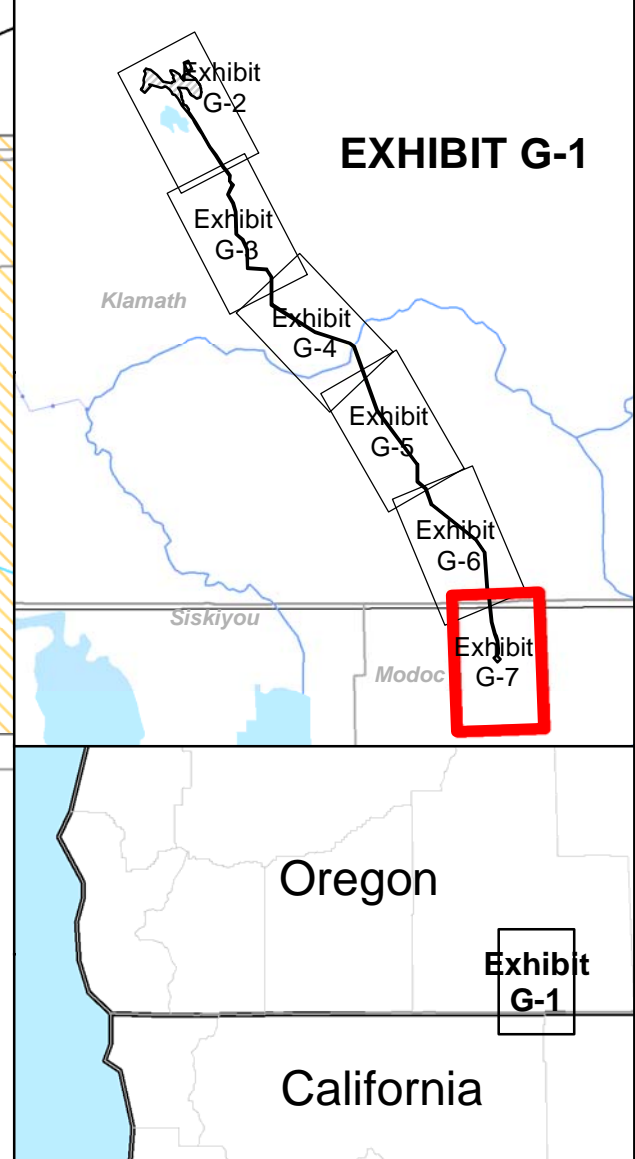 Exhibit
G-2
EXHIBIT G-1
Exhibit
G-3
Klamath
Exhibit
G-4
Exhibit
G-5
Exhibit
G-6
Siskiyou
Exhibit
G-7
Modoc
Oregon
Exhibit
G-1
California